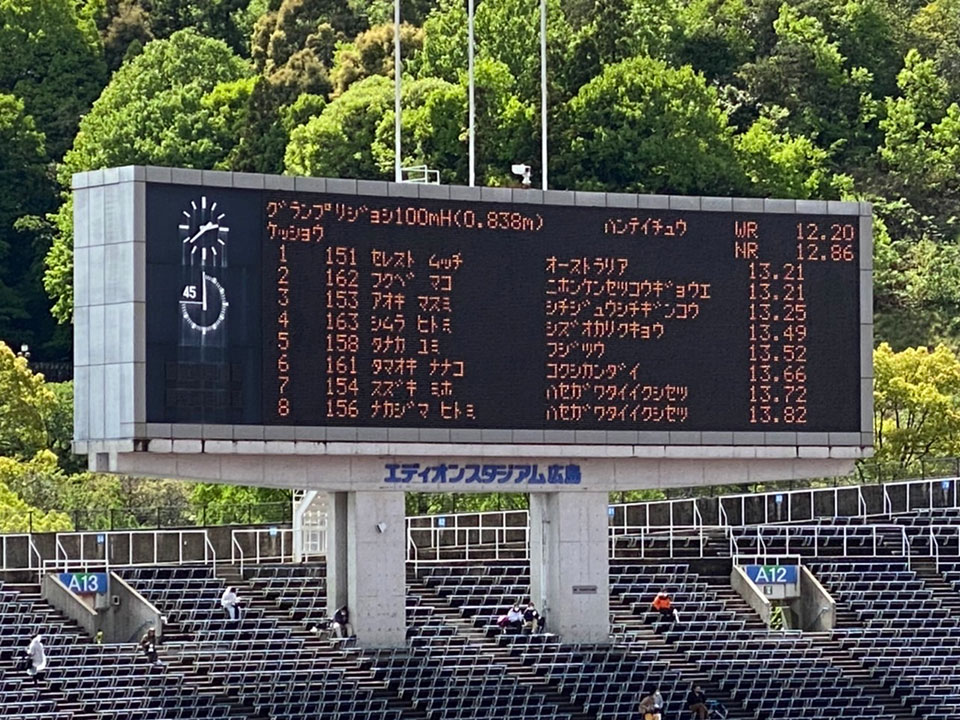 グランプリジョシ100mH(0.838m) ハンテイチュウ WR 12.20
ケッショウ NR 12.86
1 151 セレスト ムッチ オーストラリア 13.21
2 162 フクベ マコ ニホンケンセツコウギョウエ 13.21
3 153 アオキ マスミ シチジュウシチギンコウ 13.25
4 163 シムラ ヒトミ シズオカリクキョウ 13.49
5 158 タナカ ユミ フジツウ 13.52
6 161 タマオキ ナナコ コクシカンダイ 13.66
7 154 スズキ ミホ ハセガワタイイクシセツ 13.72
8 156 ナカジマ ヒトミ ハセガワタイイクシセツ 13.82
45
エディオンスタジアム広島
A13
A12